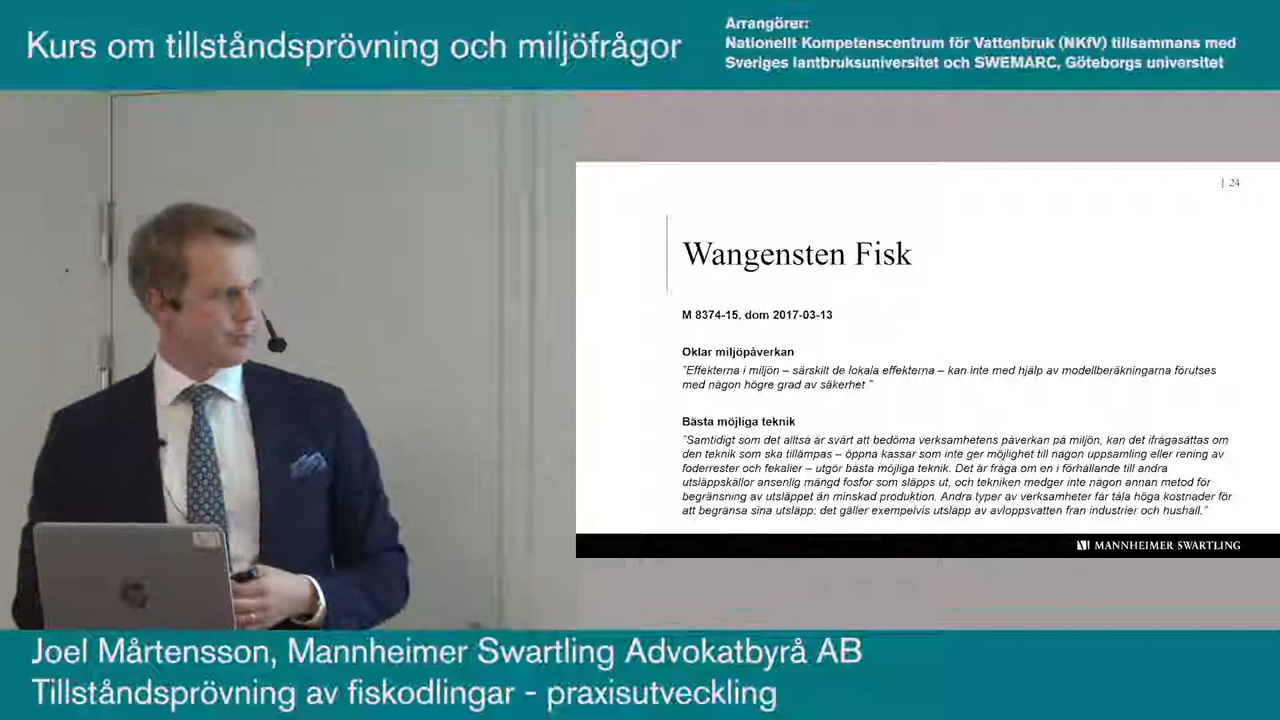 Kurs om tillståndsprövning och miljöfrågor
Arrangörer:
Nationellt Kompetenscentrum för Vattenbruk (NKfV) tillsammans med
Sveriges lantbruksuniversitet och SWEMARC, Göteborgs universitet
| 24
Wangensten Fisk
M 8374-15, dom 2017-03-13
Oklar miljöpåverkan
"Effekterna i miljön – särskilt de lokala effekterna – kan inte med hjälp av modellberäkningarna förutses
med någon högre grad av säkerhet "
Bästa möjliga teknik
"Samtidigt som det alltså är svårt att bedöma verksamhetens påverkan på miljön, kan det ifrågasättas om
den teknik som ska tillämpas – öppna kassar som inte ger möjlighet till någon uppsamling eller rening av
foderrester och fekalier – utgör bästa möjliga teknik. Det är fråga om en i förhållande till andra
utsläppskällor ansenlig mängd fosfor som släpps ut, och tekniken medger inte någon annan metod för
begränsning av utsläppet än minskad produktion. Andra typer av verksamheter får tåla höga kostnader för
att begränsa sina utsläpp; det gäller exempelvis utsläpp av avloppsvatten från industrier och hushåll."
MANNHEIMER SWARTLING
Joel Mårtensson, Mannheimer Swartling Advokatbyrå AB
Tillståndsprövning av fiskodlingar - praxisutveckling